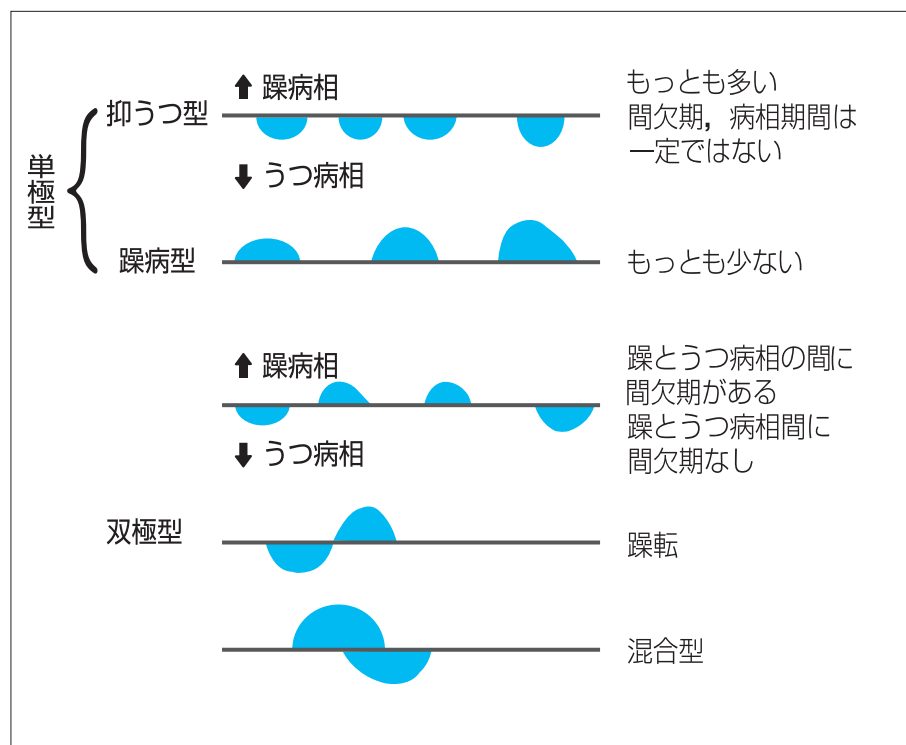 単極型
抑うつ型
↑ 躁病相
↓ うつ病相
もっとも多い
間欠期，病相期間は
一定ではない
躁病型
もっとも少ない
双極型
↑ 躁病相
↓ うつ病相
躁とうつ病相の間に
間欠期がある
躁とうつ病相間に
間欠期なし
躁転
混合型